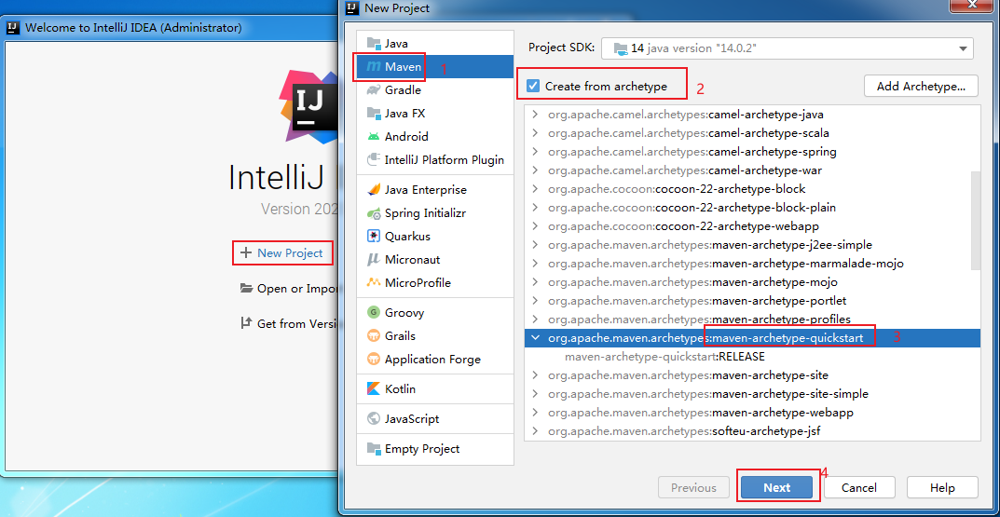 Welcome to IntelliJ IDEA (Administrator)
IJ
IntelliJ
Version 202
New Project
Open or Impo
Get from Versi
New Project
Java
Maven 1
Gradle
Java FX
Android
IntelliJ Platform Plugin
Java Enterprise
Spring Initializr
Quarkus
Micronaut
MicroProfile
Groovy
Grails
Application Forge
Kotlin
JavaScript
Empty Project
Project SDK: 14 java version "14.0.2"
Create from archetype 2 Add Archetype...
org.apache.camel.archetypes:camel-archetype-java
org.apache.camel.archetypes:camel-archetype-scala
org.apache.camel.archetypes:camel-archetype-spring
org.apache.camel.archetypes:camel-archetype-war
org.apache.cocoon:cocoon-22-archetype-block
org.apache.cocoon:cocoon-22-archetype-block-plain
org.apache.cocoon:cocoon-22-archetype-webapp
org.apache.maven.archetypes:maven-archetype-j2ee-simple
org.apache.maven.archetypes:maven-archetype-marmalade-mojo
org.apache.maven.archetypes:maven-archetype-mojo
org.apache.maven.archetypes:maven-archetype-portlet
org.apache.maven.archetypes:maven-archetype-profiles
org.apache.maven.archetypes:maven-archetype-quickstart 3
maven-archetype-quickstart:RELEASE
org.apache.maven.archetypes:maven-archetype-site
org.apache.maven.archetypes:maven-archetype-site-simple
org.apache.maven.archetypes:maven-archetype-webapp
org.apache.maven.archetypes:softeu-archetype-jsf
Previous Next 4 Cancel Help